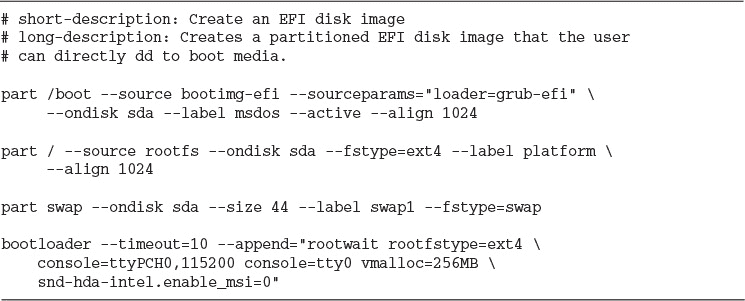 # short-description: Create an EFI disk image
# long-description: Creates a partitioned EFI disk image that the user
# can directly dd to boot media.
part /boot --source bootimg-efi --sourceparams="loader=grub-efi" \
--ondisk sda --label msdos --active --align 1024
part / --source rootfs --ondisk sda --fstype=ext4 --label platform \
--align 1024
part swap --ondisk sda --size 44 --label swap1 --fstype=swap
bootloader --timeout=10 --append="rootwait rootfstype=ext4 \
console=ttyPCH0,115200 console=tty0 vmalloc=256MB \
snd-hda-intel.enable_msi=0"